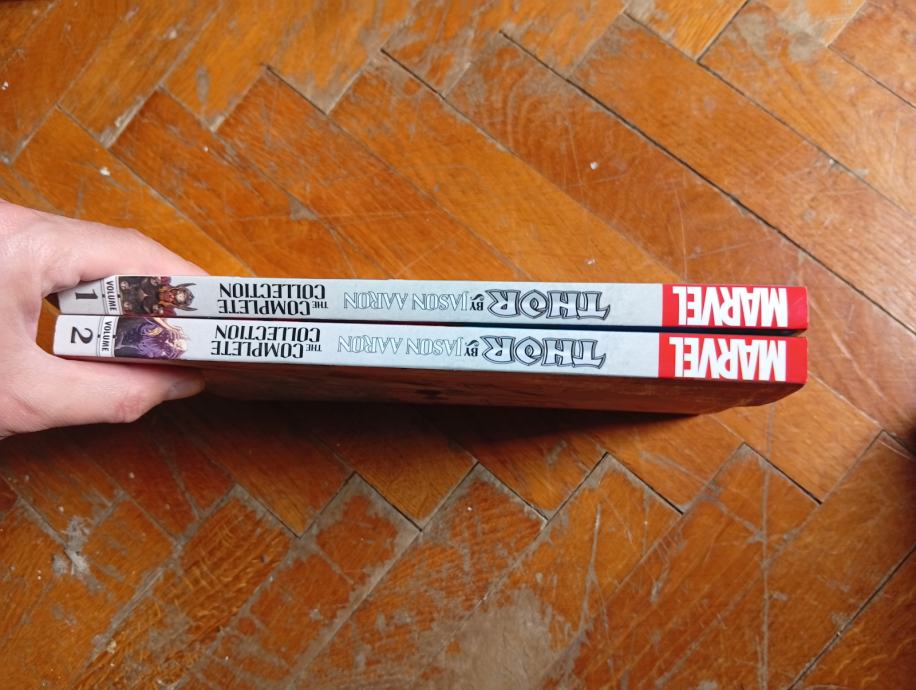 MARVEL
THOR
BY JASON AARON
THE COMPLETE
COLLECTION
VOLUME
1
MARVEL
THOR
BY JASON AARON
THE COMPLETE
COLLECTION
VOLUME
2